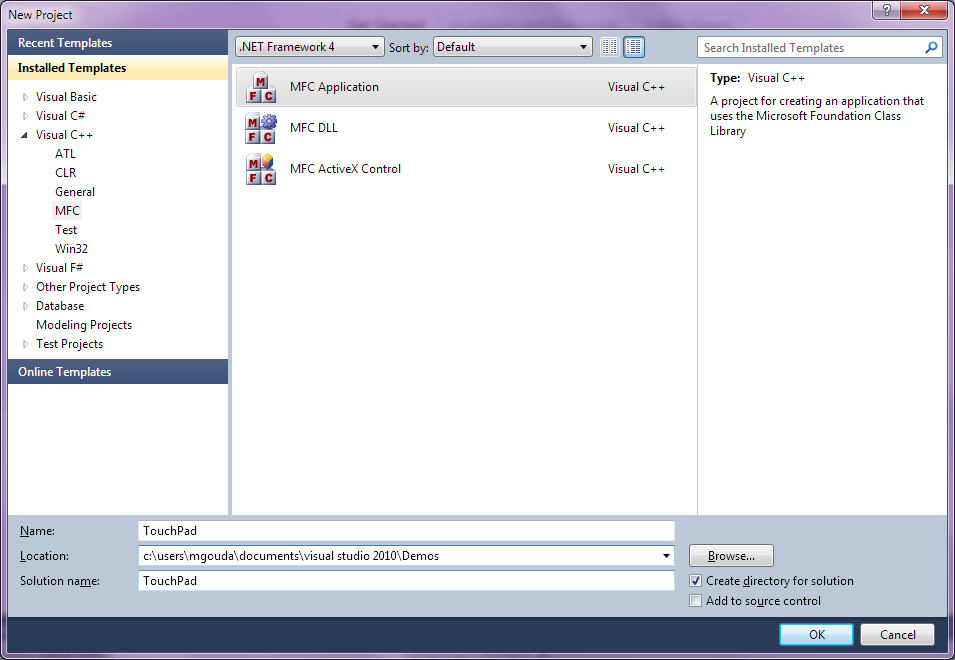 New Project
?
Recent Templates
Installed Templates
Visual Basic
Visual C#
Visual C++
ATL
CLR
General
MFC
Test
Win32
Visual F#
Other Project Types
Database
Modeling Projects
Test Projects
Online Templates
.NET Framework 4
Sort by:
Default
Search Installed Templates
MFC Application Visual C++
MFC DLL Visual C++
MFC ActiveX Control Visual C++
Type: Visual C++
A project for creating an application that
uses the Microsoft Foundation Class
Library
Name: TouchPad
Location: c:\users\mgouda\documents\visual studio 2010\Demos
Browse...
Solution name: TouchPad
Create directory for solution
Add to source control
OK
Cancel